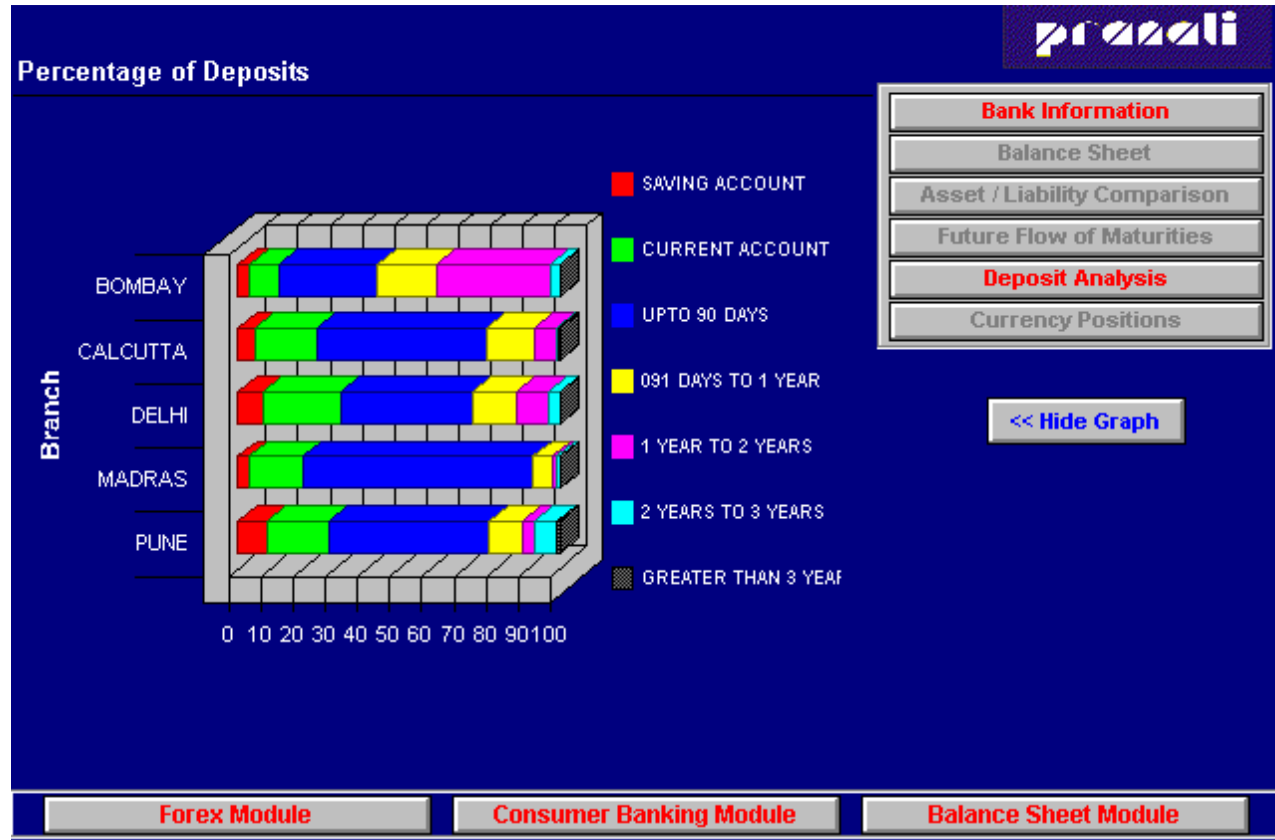 pranali
Percentage of Deposits
Bank Information
Balance Sheet
Asset / Liability Comparison
Future Flow of Maturities
Deposit Analysis
Currency Positions
<< Hide Graph
SAVING ACCOUNT
CURRENT ACCOUNT
UPTO 90 DAYS
091 DAYS TO 1 YEAR
1 YEAR TO 2 YEARS
2 YEARS TO 3 YEARS
GREATER THAN 3 YEAR
Branch
BOMBAY
CALCUTTA
DELHI
MADRAS
PUNE
0 10 20 30 40 50 60 70 80 90100
Forex Module
Consumer Banking Module
Balance Sheet Module